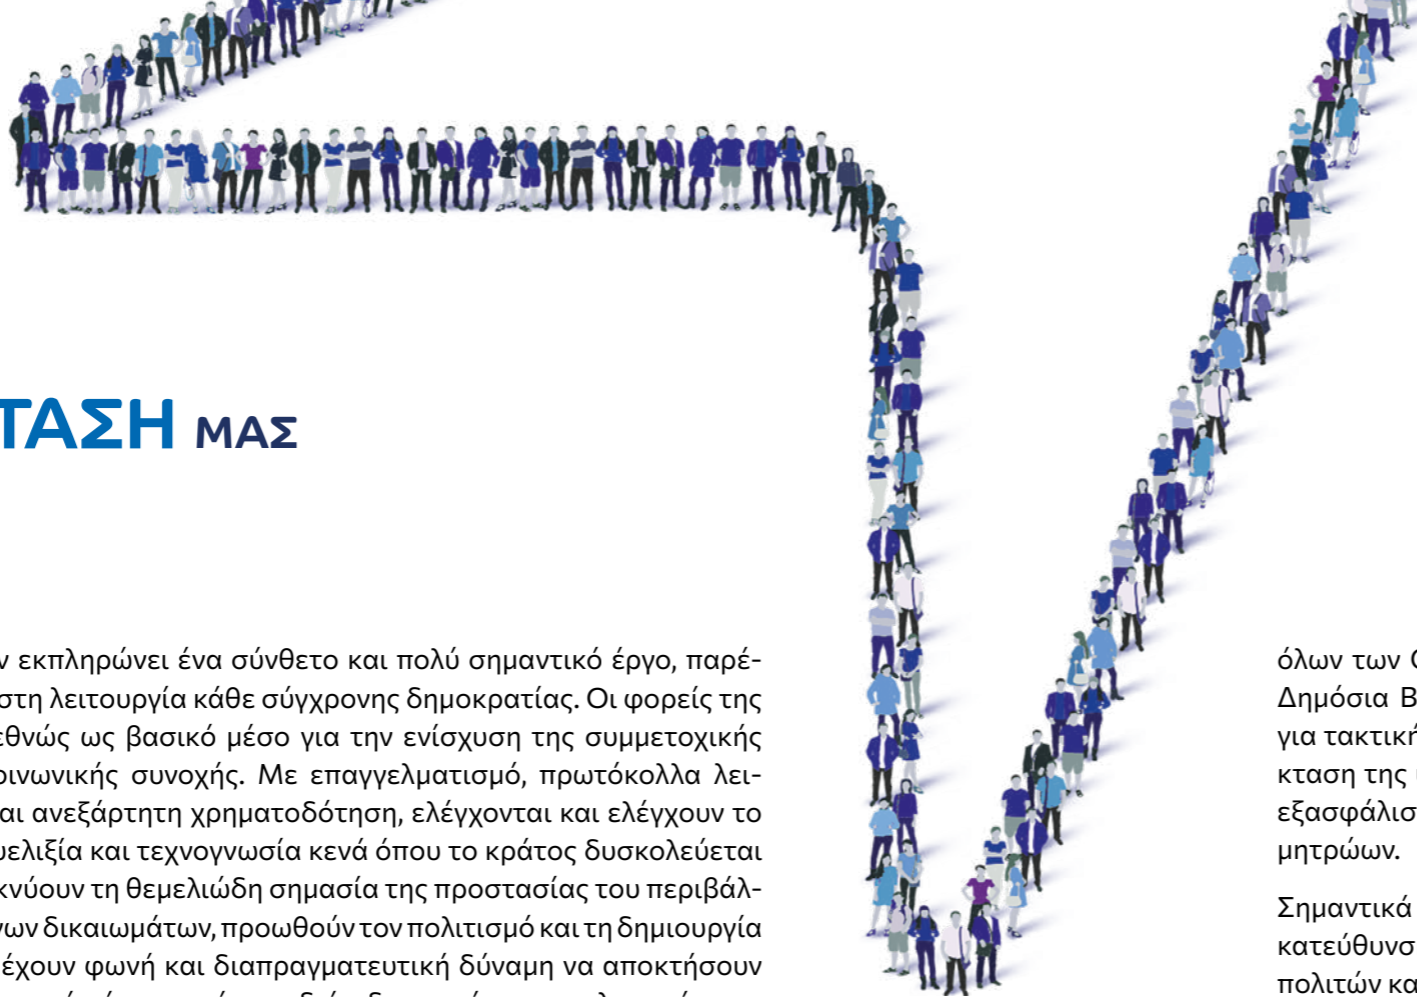 ΤΑΣΗ ΜΑΣ
ν εκπληρώνει ένα σύνθετο και πολύ σημαντικό έργο, παρέ-
στη λειτουργία κάθε σύγχρονης δημοκρατίας. Οι φορείς της
εθνώς ως βασικό μέσο για την ενίσχυση της συμμετοχικής
οινωνικής συνοχής. Με επαγγελματισμό, πρωτόκολλα λει-
αι ανεξάρτητη χρηματοδότηση, ελέγχονται και ελέγχουν το
υελιξία και τεχνογνωσία κενά όπου το κράτος δυσκολεύεται
κνύουν τη θεμελιώδη σημασία της προστασίας του περιβάλ-
νων δικαιωμάτων, προωθούν τον πολιτισμό και τη δημιουργία
έχουν φωνή και διαπραγματευτική δύναμη να αποκτήσουν
όλων των
Δημόσια
για τακτική
κταση της
εξασφάλισ
μητρώων.
Σημαντικά
κατεύθυνσ
πολιτών κα